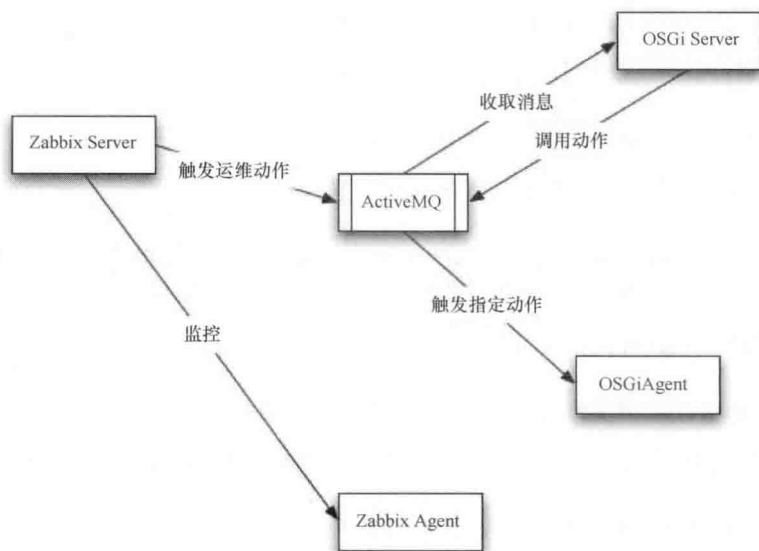 OSGi Server
收取消息
Zabbix Server
调用动作
触发运维动作
ActiveMQ
触发指定动作
监控
OSGiAgent
Zabbix Agent